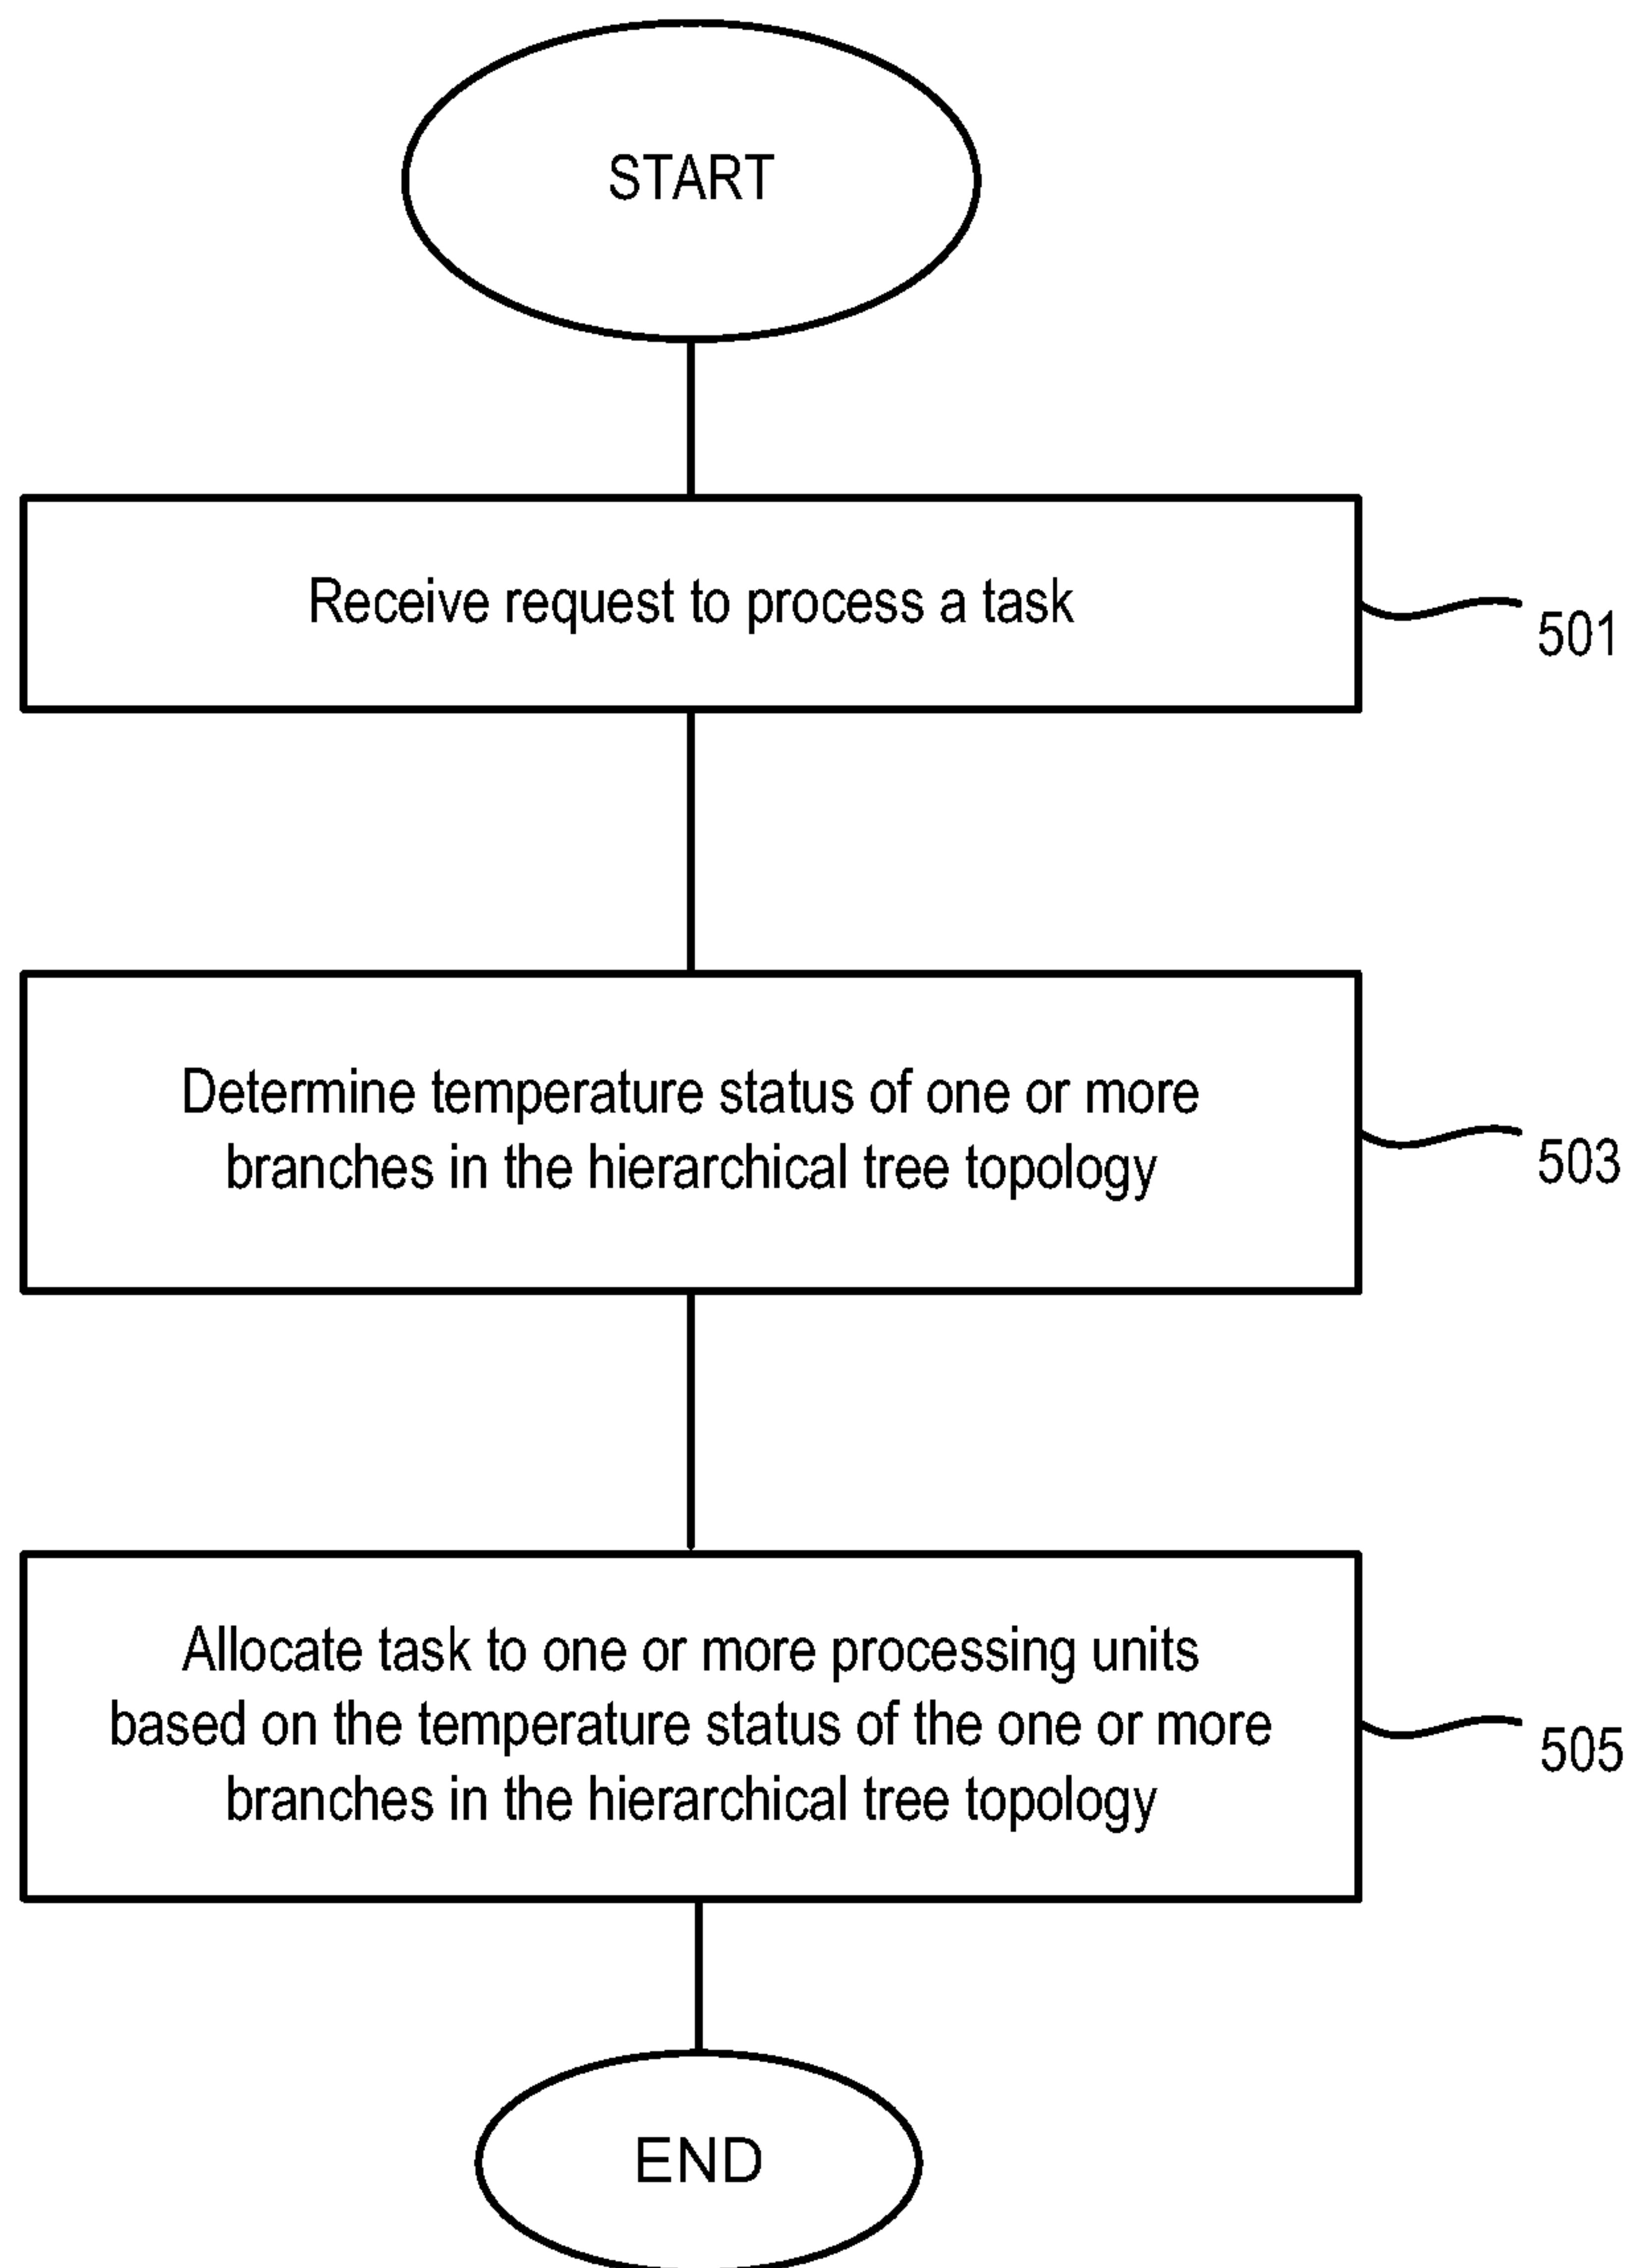 START
Receive request to process a task
501
Determine temperature status of one or more
branches in the hierarchical tree topology
503
Allocate task to one or more processing units
based on the temperature status of the one or more
branches in the hierarchical tree topology
505
END